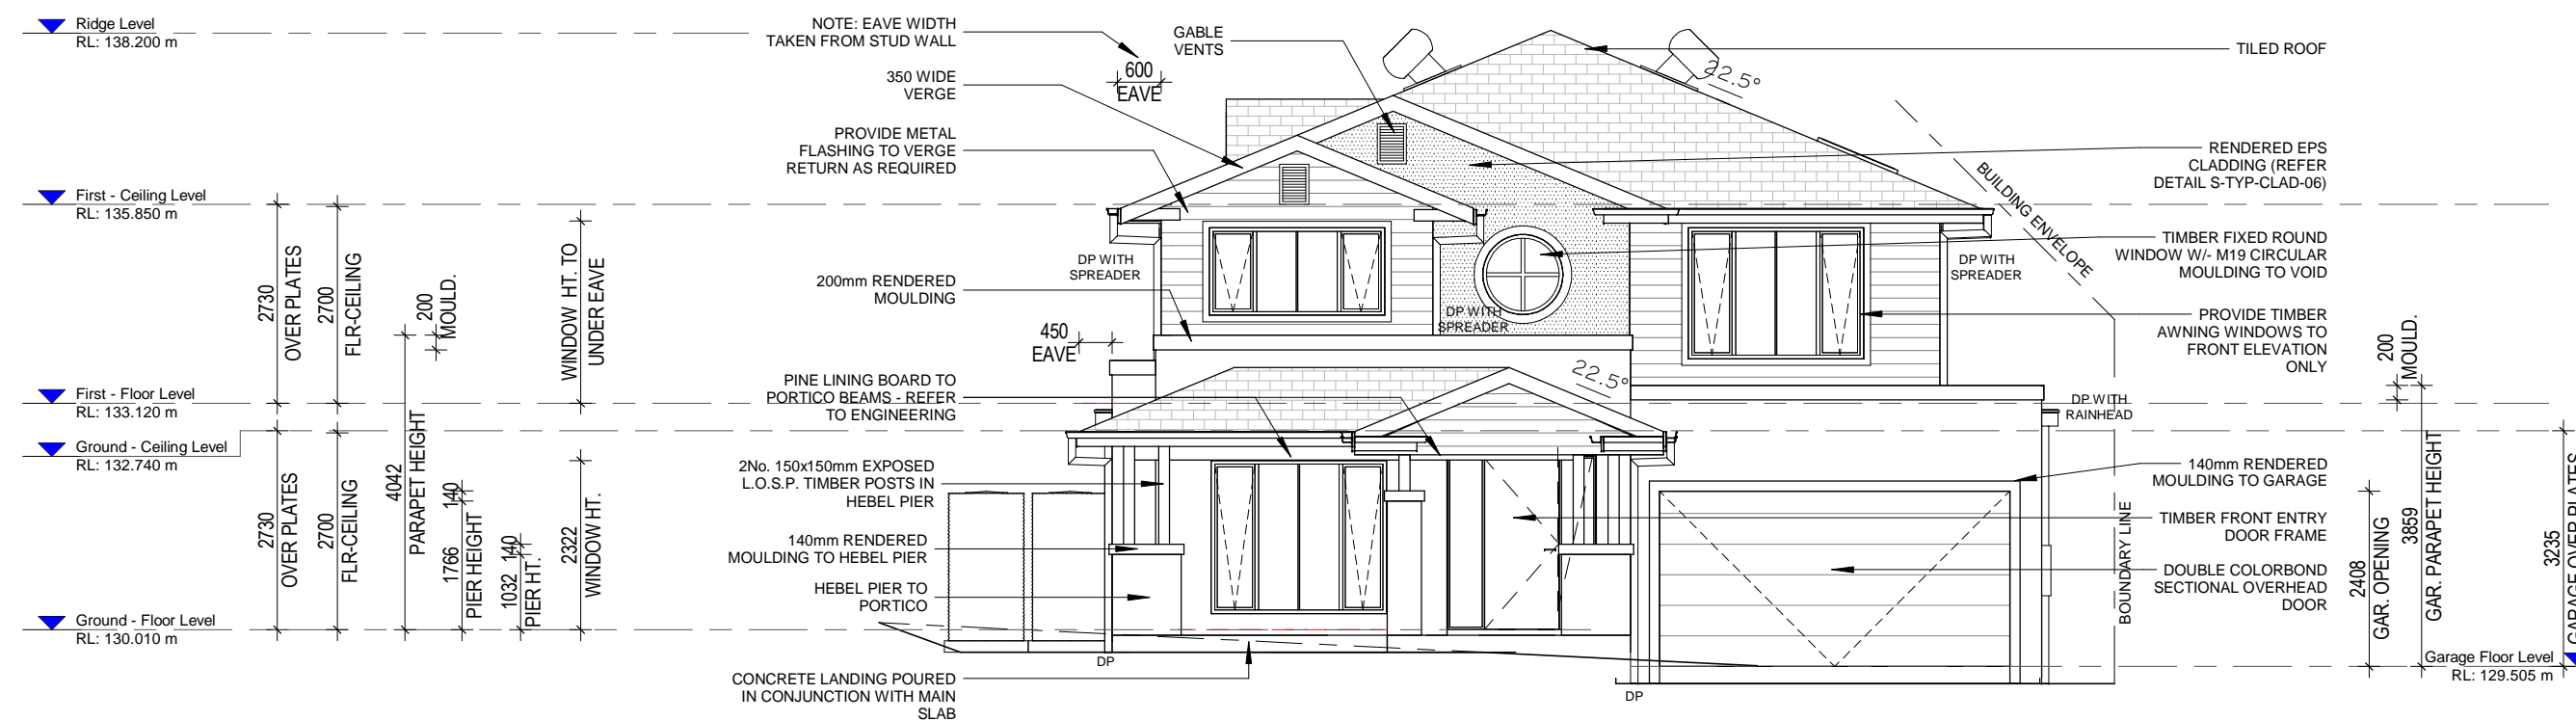 Ridge Level
RL: 138.200 m
First - Ceiling Level
RL: 135.850 m
First - Floor Level
RL: 133.120 m
Ground - Ceiling Level
RL: 132.740 m
Ground - Floor Level
RL: 130.010 m
2730
OVER PLATES
2700
FLR-CEILING
200
MOULD.
WINDOW HT. TO
UNDER EAVE
2730
OVER PLATES
2700
FLR-CEILING
4042
PARAPET HEIGHT
140
1766
PIER HEIGHT
140
1032
PIER HT.
2322
WINDOW HT.
NOTE: EAVE WIDTH
TAKEN FROM STUD WALL
350 WIDE
VERGE
PROVIDE METAL
FLASHING TO VERGE
RETURN AS REQUIRED
200mm RENDERED
MOULDING
PINE LINING BOARD TO
PORTICO BEAMS - REFER
TO ENGINEERING
2No. 150x150mm EXPOSED
L.O.S.P. TIMBER POSTS IN
HEBEL PIER
140mm RENDERED
MOULDING TO HEBEL PIER
HEBEL PIER TO
PORTICO
CONCRETE LANDING POURED
IN CONJUNCTION WITH MAIN
SLAB
600
EAVE
GABLE
VENTS
450
EAVE
DP WITH
SPREADER
DP WITH
SPREADER
DP WITH
SPREADER
DP WITH
RAINHEAD
22.5°
22.5°
DP
DP
BUILDING ENVELOPE
BOUNDARY LINE
TILED ROOF
RENDERED EPS
CLADDING (REFER
DETAIL S-TYP-CLAD-06)
TIMBER FIXED ROUND
WINDOW W/- M19 CIRCULAR
MOULDING TO VOID
PROVIDE TIMBER
AWNING WINDOWS TO
FRONT ELEVATION
ONLY
140mm RENDERED
MOULDING TO GARAGE
TIMBER FRONT ENTRY
DOOR FRAME
DOUBLE COLORBOND
SECTIONAL OVERHEAD
DOOR
200
MOULD.
2408
GAR. OPENING
3859
GAR. PARAPET HEIGHT
3235
GARAGE OVER PLATES
Garage Floor Level
RL: 129.505 m